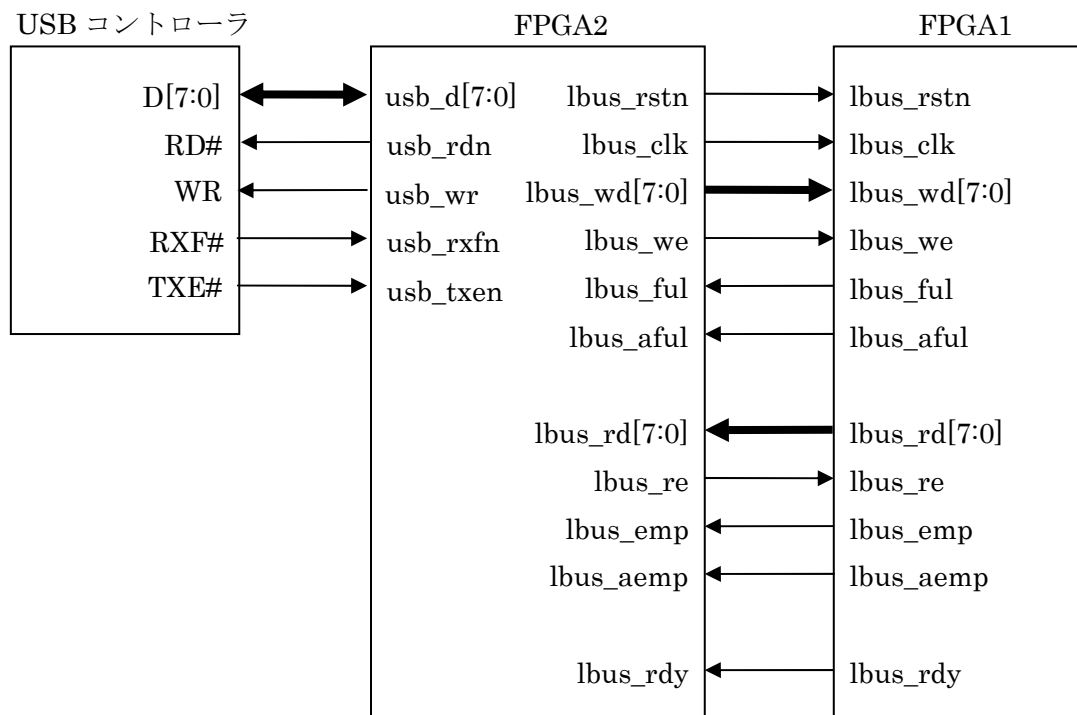 USB コントローラ
D[7:0]
RD#
WR
RXF#
TXE#
FPGA2
usb_d[7:0]
usb_rdn
usb_wr
usb_rxfn
usb_txen
lbus_rstn
lbus_clk
lbus_wd[7:0]
lbus_we
lbus_ful
lbus_aful
lbus_rd[7:0]
lbus_re
lbus_emp
lbus_aemp
lbus_rdy
FPGA1
lbus_rstn
lbus_clk
lbus_wd[7:0]
lbus_we
lbus_ful
lbus_aful
lbus_rd[7:0]
lbus_re
lbus_emp
lbus_aemp
lbus_rdy